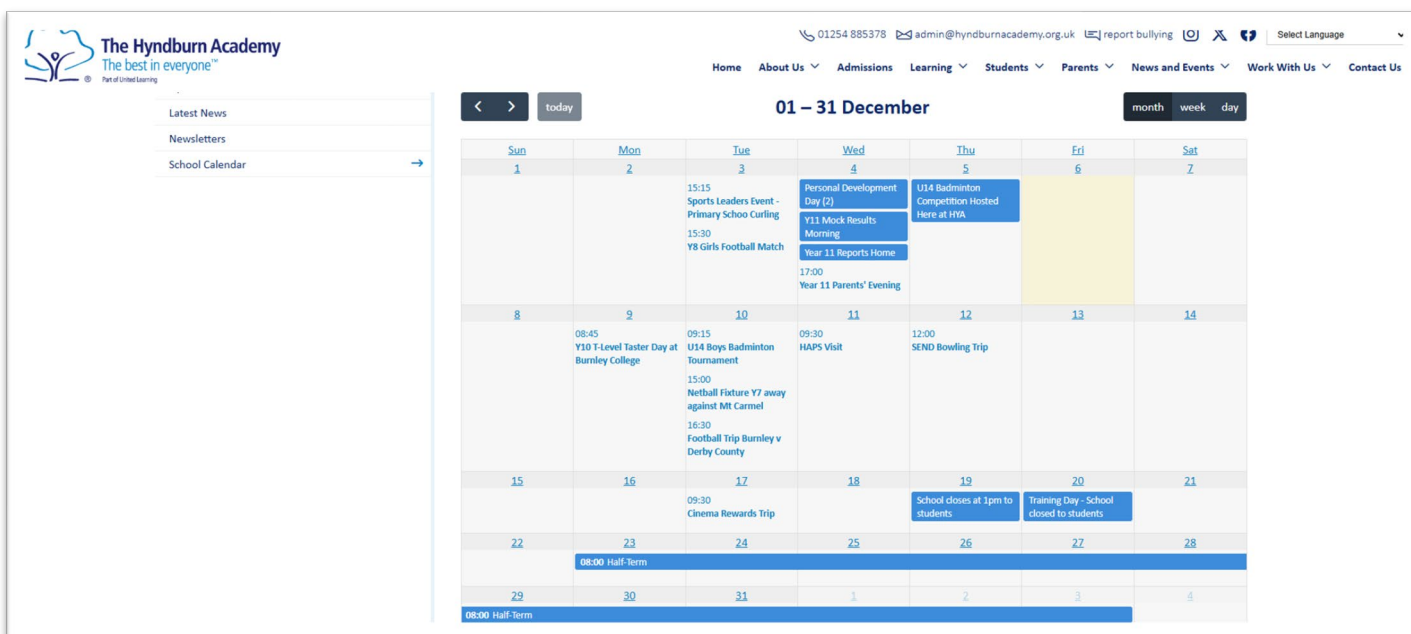 The Hyndburn Academy
The best in everyone™
Part of United Learning
®
01254 885378 admin@hyndburnacademy.org.uk report bullying Select Language
Home About Us Admissions Learning Students Parents News and Events Work With Us Contact Us
Latest News
Newsletters
School Calendar
today
01 – 31 December
month week day
Sun Mon Tue Wed Thu Fri Sat
1 2 3 4 5 6 7
15:15
Sports Leaders Event -
Primary Schoo Curling
15:30
Y8 Girls Football Match
Personal Development
Day (2)
Y11 Mock Results
Morning
Year 11 Reports Home
17:00
Year 11 Parents' Evening
U14 Badminton
Competition Hosted
Here at HYA
8 9 10 11 12 13 14
08:45
Y10 T-Level Taster Day at
Burnley College
09:15
U14 Boys Badminton
Tournament
15:00
Netball Fixture Y7 away
against Mt Carmel
16:30
Football Trip Burnley v
Derby County
09:30
HAPS Visit
12:00
SEND Bowling Trip
15 16 17 18 19 20 21
09:30
Cinema Rewards Trip
School closes at 1pm to
students
Training Day - School
closed to students
22 23 24 25 26 27 28
08:00 Half-Term
29 30 31 1 2 3 4
08:00 Half-Term